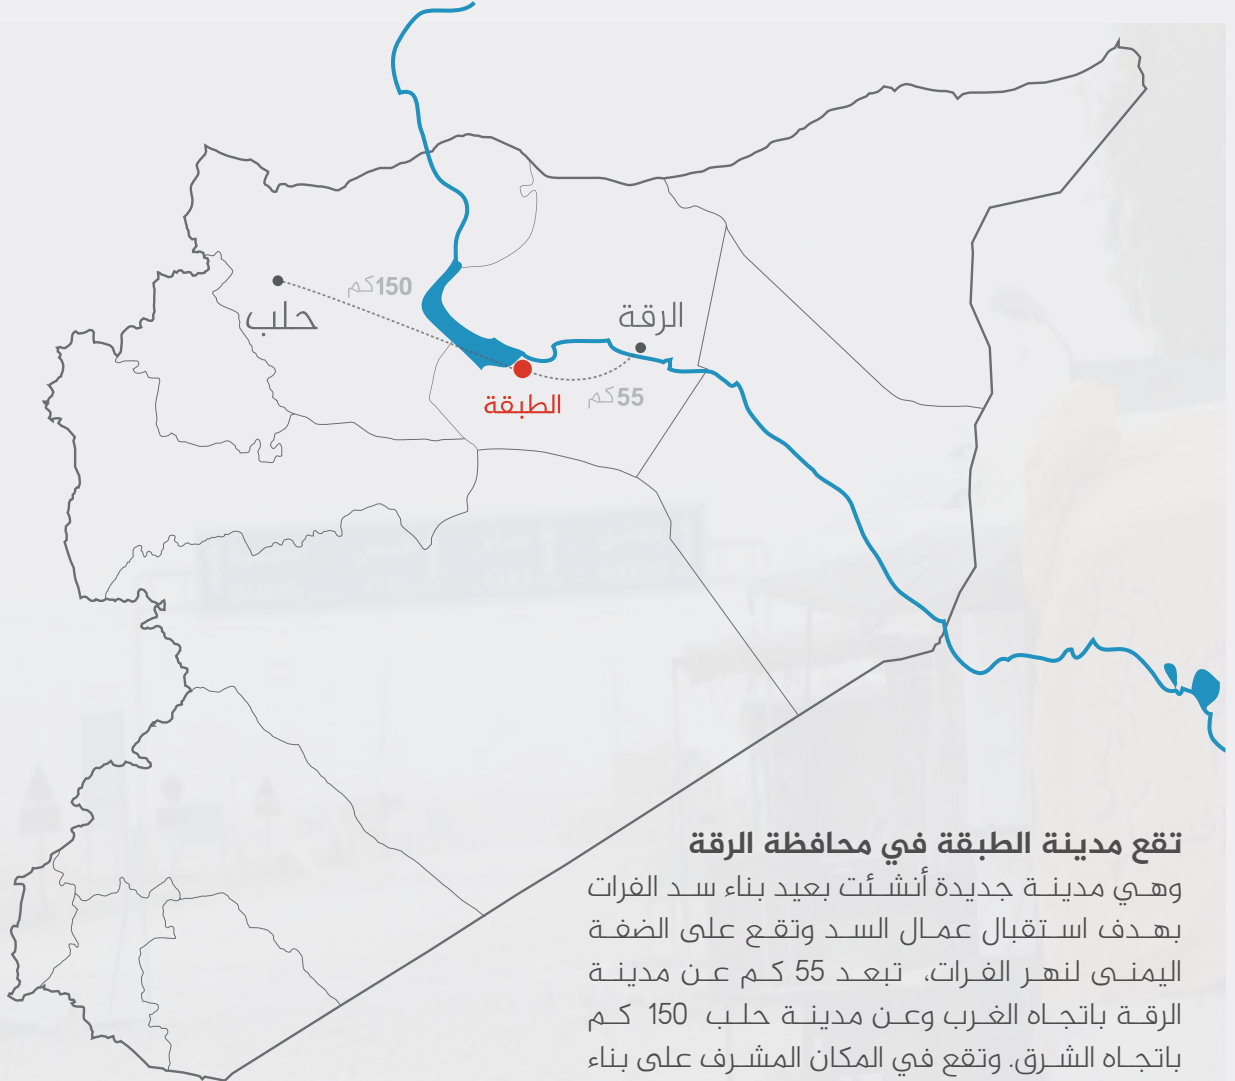 150كم
حلب
الرقة
الطبقة
55كم
تقع مدينة الطبقة في محافظة الرقة
وهي مدينة جديدة أنشئت بعيد بناء سد الفرات
بهدف استقبال عمال السد وتقع على الضفة
اليمنى لنهر الفرات، تبعد 55 كم عن مدينة
الرقة باتجاه الغرب وعن مدينة حلب 150 كم
باتجاه الشرق. وتقع في المكان المشرف على بناء